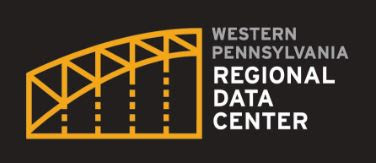 WESTERN
PENNSYLVANIA
REGIONAL
DATA
CENTER